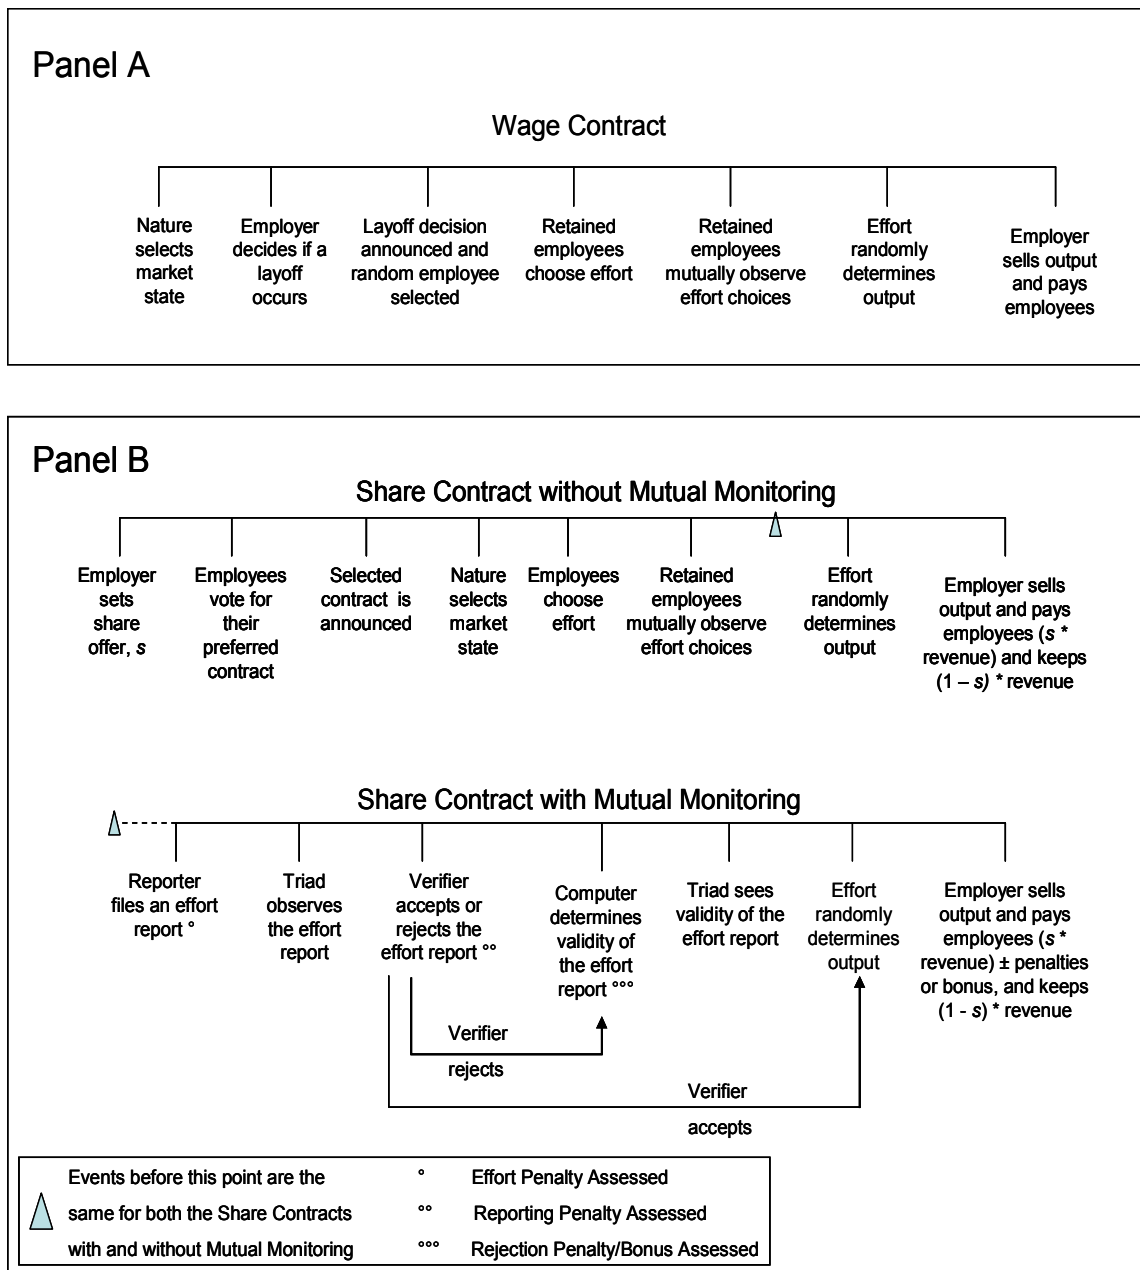 Panel A
Wage Contract
Nature
selects
market
state
Employer
decides if a
layoff
occurs
Layoff decision
announced and
random employee
selected
Retained
employees
choose effort
Retained
employees
mutually observe
effort choices
Effort
randomly
determines
output
Employer
sells output
and pays
employees
Panel B
Share Contract without Mutual Monitoring
Employer
sets
share
offer, s
Employees
vote for
their
preferred
contract
Selected
contract is
announced
Nature
selects
market
state
Employees
choose
effort
Retained
employees
mutually observe
effort choices
Effort
randomly
determines
output
Employer sells
output and pays
employees (s *
revenue) and keeps
(1 – s) * revenue
Share Contract with Mutual Monitoring
Reporter
files an effort
report °
Triad
observes
the effort
report
Verifier
accepts or
rejects the
effort report °°
Computer
determines
validity of
the effort
report °°°
Triad sees
validity of the
effort report
Effort
randomly
determines
output
Employer sells
output and pays
employees (s *
revenue) ± penalties
or bonus, and keeps
(1 - s) * revenue
Verifier
rejects
Verifier
accepts
Events before this point are the
same for both the Share Contracts
with and without Mutual Monitoring
° Effort Penalty Assessed
°° Reporting Penalty Assessed
°°° Rejection Penalty/Bonus Assessed